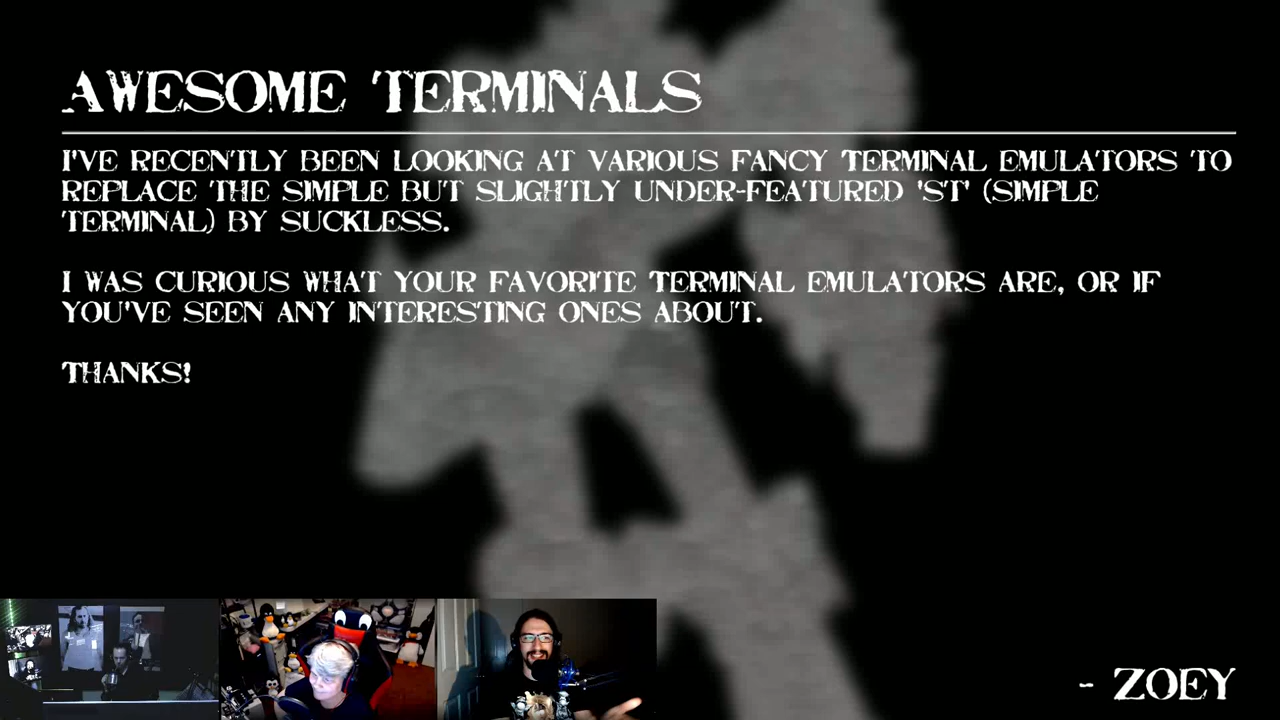 AWESOME TERMINALS
I'VE RECENTLY BEEN LOOKING AT VARIOUS FANCY TERMINAL EMULATORS TO
REPLACE THE SIMPLE BUT SLIGHTLY UNDER-FEATURED 'ST' (SIMPLE
TERMINAL) BY SUCKLESS.
I WAS CURIOUS WHAT YOUR FAVORITE TERMINAL EMULATORS ARE, OR IF
YOU'VE SEEN ANY INTERESTING ONES ABOUT.
THANKS!
- ZOEY